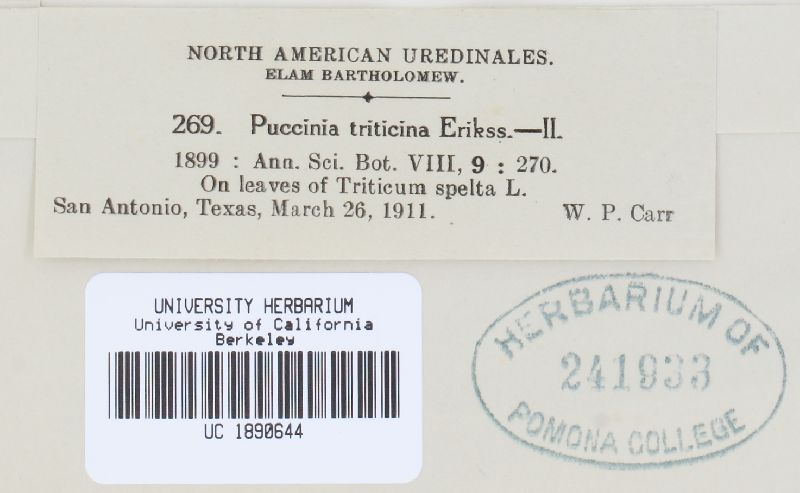 NORTH AMERICAN UREDINALES.
ELAM BARTHOLOMEW.
269. Puccinia triticina Erikss.—II.
1899 : Ann. Sci. Bot. VIII, 9 : 270.
On leaves of Triticum spelta L.
San Antonio, Texas, March 26, 1911. W. P. Carr
UNIVERSITY HERBARIUM
University of California
Berkeley
UC 1890644
HERBARIUM OF
241933
POMONA COLLEGE